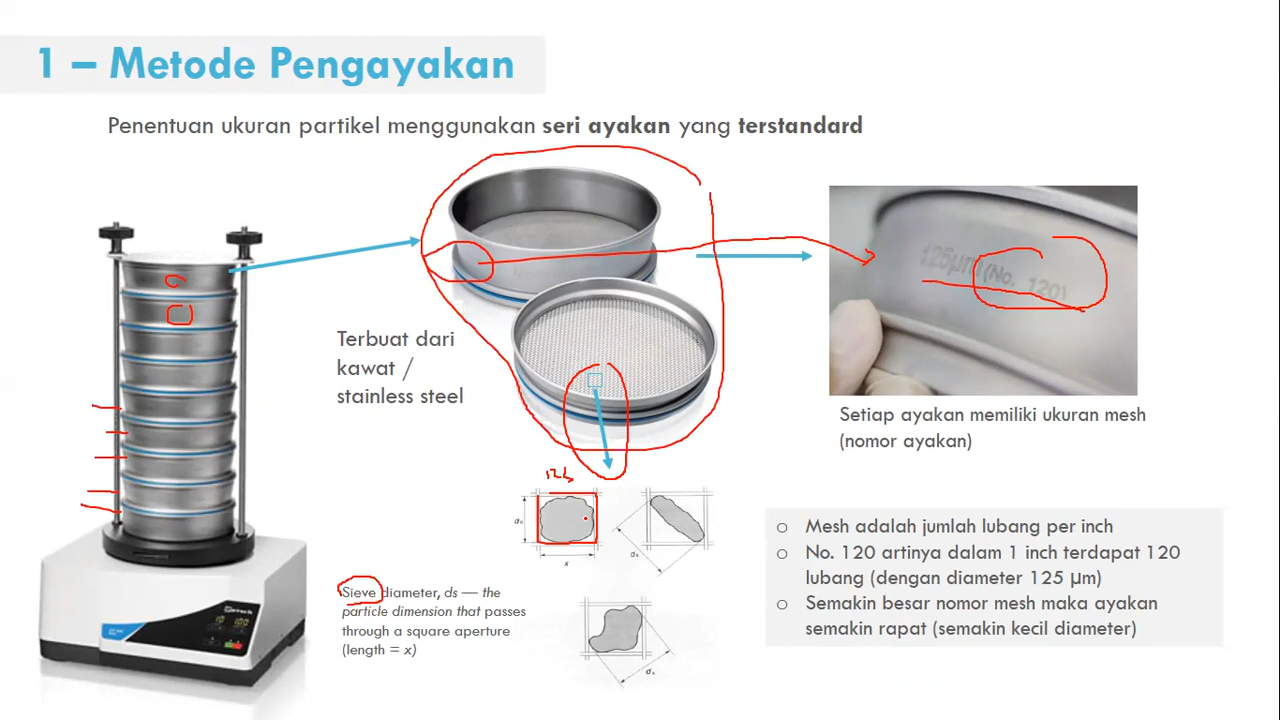 1 – Metode Pengayakan
Penentuan ukuran partikel menggunakan seri ayakan yang terstandard
125µm (No. 120)
Terbuat dari
kawat /
stainless steel
Setiap ayakan memiliki ukuran mesh
(nomor ayakan)
ds
x
ds
ds
Sieve diameter, ds — the
particle dimension that passes
through a square aperture
(length = x)
o Mesh adalah jumlah lubang per inch
o No. 120 artinya dalam 1 inch terdapat 120
lubang (dengan diameter 125 µm)
o Semakin besar nomor mesh maka ayakan
semakin rapat (semakin kecil diameter)